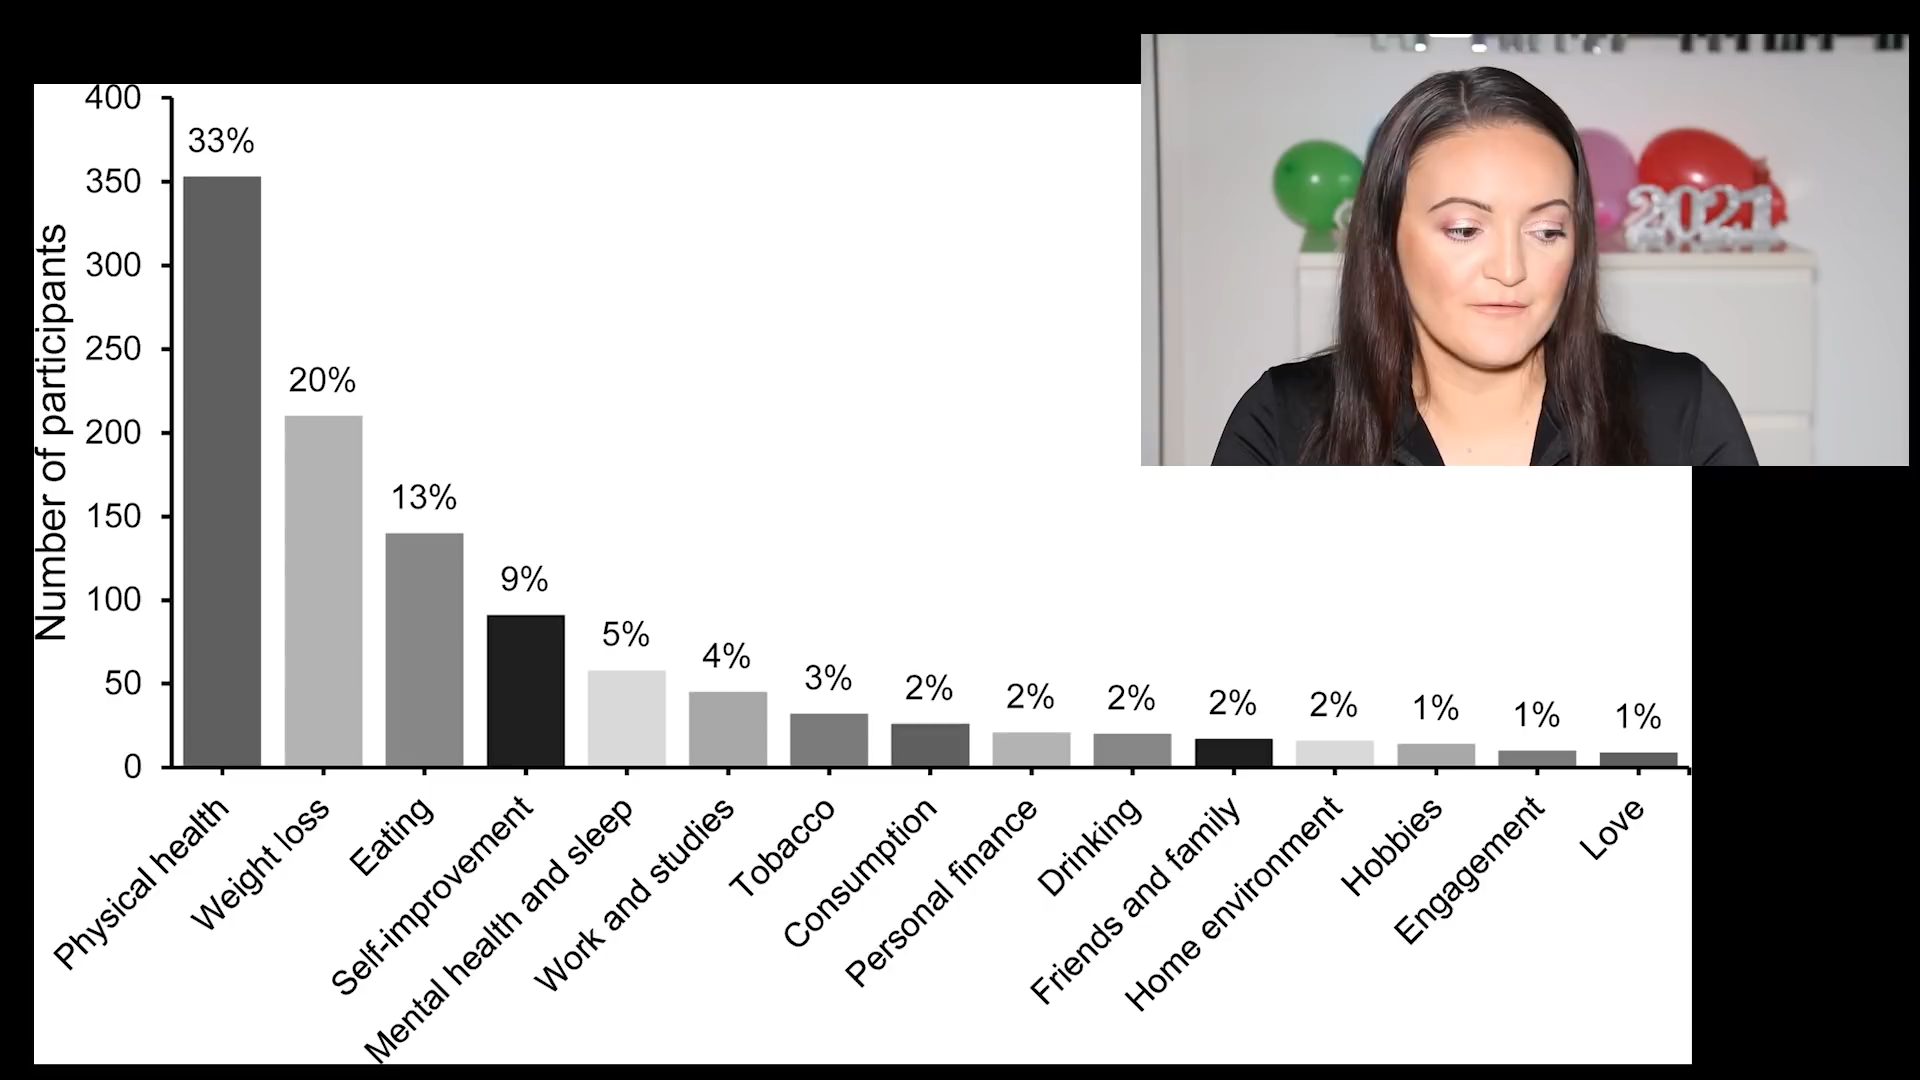 400
350
300
250
200
150
100
50
0
Number of participants
33%
20%
13%
9%
5%
4%
3%
2%
2%
2%
2%
2%
1%
1%
1%
Physical health
Weight loss
Eating
Self-improvement
Mental health and sleep
Work and studies
Tobacco
Consumption
Personal finance
Drinking
Friends and family
Home environment
Hobbies
Engagement
Love
2021